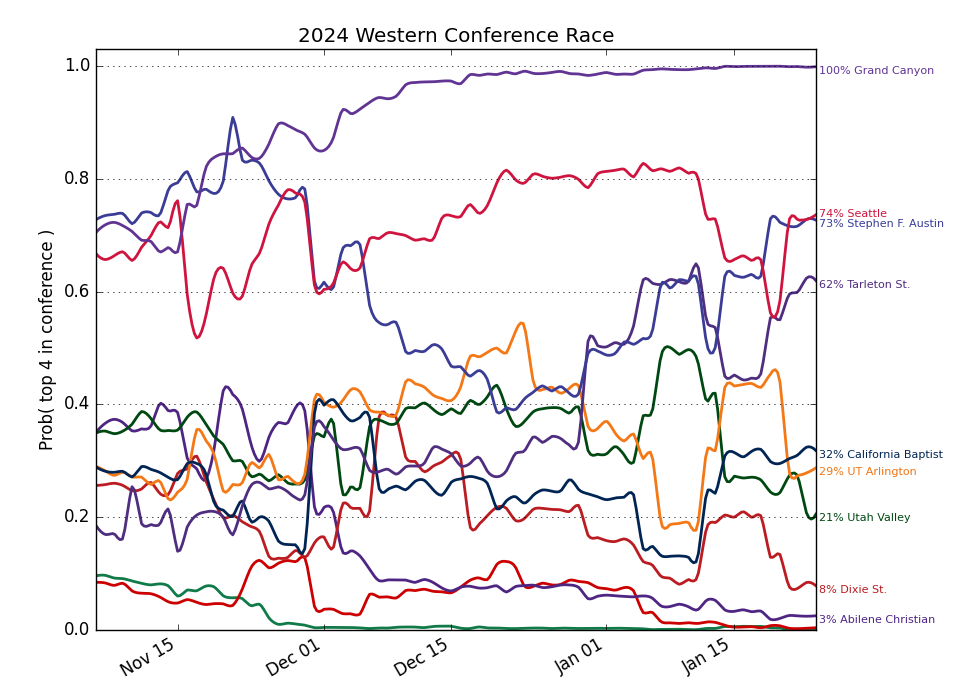 2024 Western Conference Race
Prob( top 4 in conference )
1.0
0.8
0.6
0.4
0.2
0.0
Nov 15
Dec 01
Dec 15
Jan 01
Jan 15
100% Grand Canyon
74% Seattle
73% Stephen F. Austin
62% Tarleton St.
32% California Baptist
29% UT Arlington
21% Utah Valley
8% Dixie St.
3% Abilene Christian